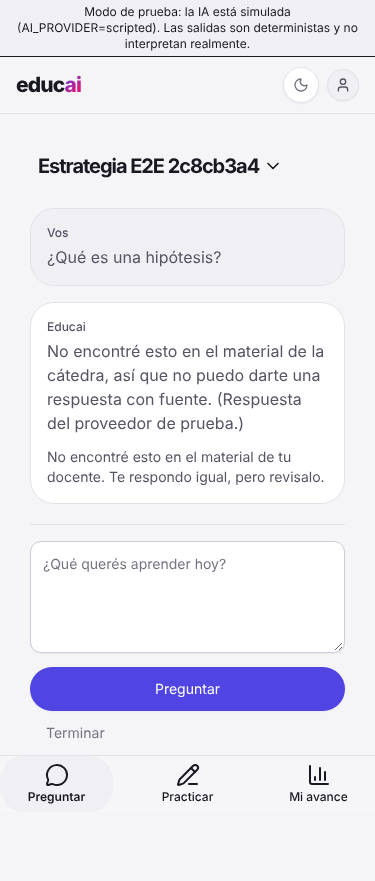 Modo de prueba: la IA está simulada
(AI_PROVIDER=scripted). Las salidas son deterministas y no
interpretan realmente.
educai
Estrategia E2E 2c8cb3a4
Vos
¿Qué es una hipótesis?
Educai
No encontré esto en el material de la
cátedra, así que no puedo darte una
respuesta con fuente. (Respuesta
del proveedor de prueba.)
No encontré esto en el material de tu
docente. Te respondo igual, pero revisalo.
¿Qué querés aprender hoy?
Preguntar
Terminar
Preguntar
Practicar
Mi avance